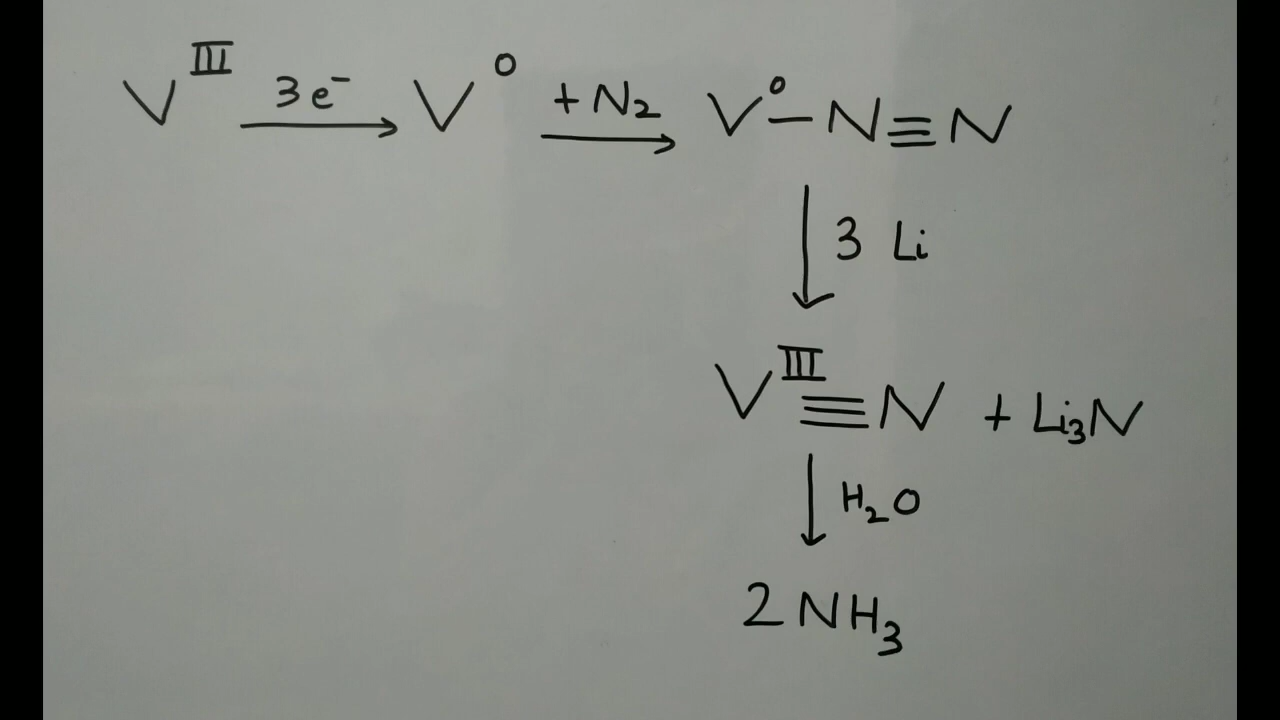 V^III —3e⁻→ V^0 —+N₂→ V^0–N≡N
↓ 3 Li
V^III≡N + Li₃N
↓ H₂O
2NH₃